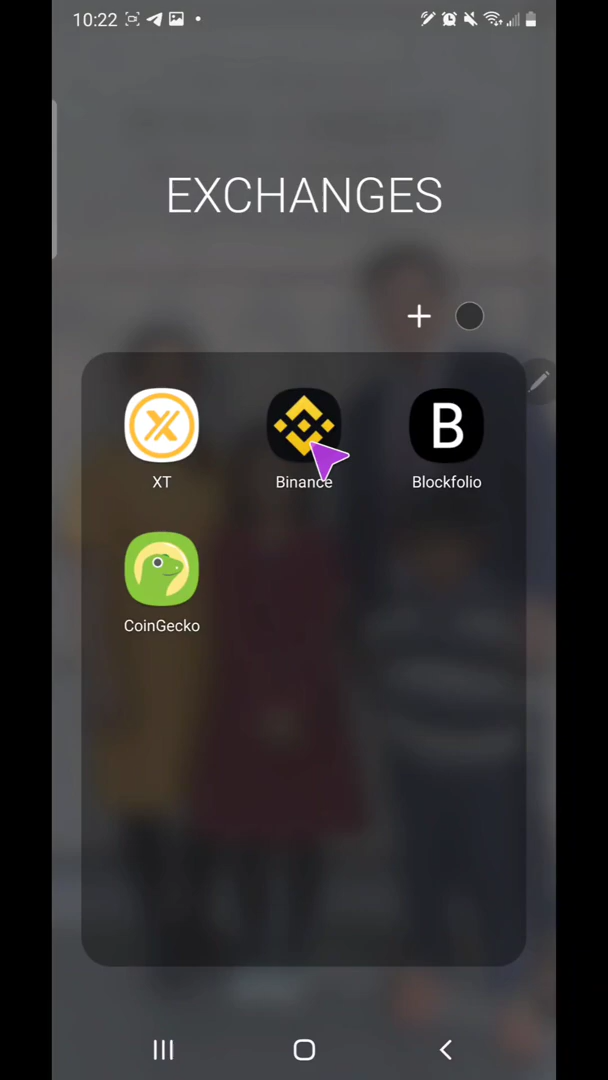 10:22
EXCHANGES
XT
Binance
B
Blockfolio
CoinGecko